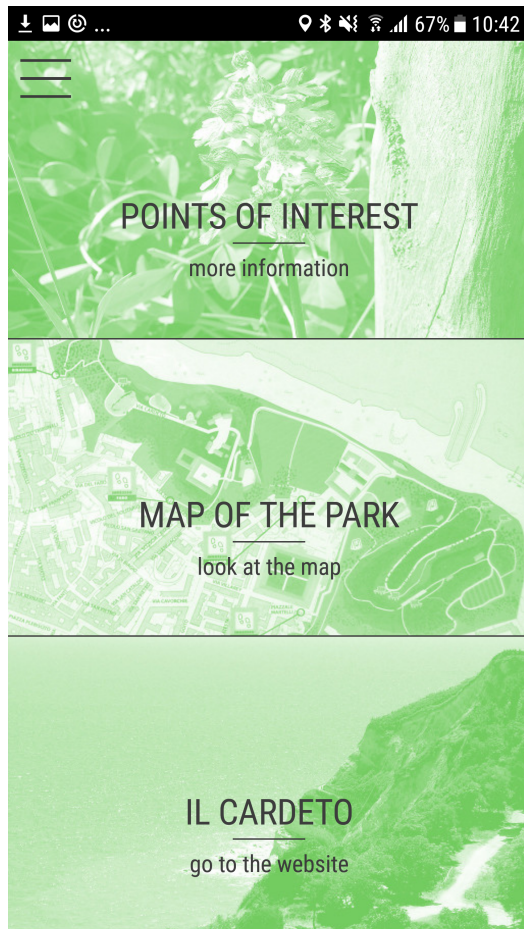 ... 67% 10:42
POINTS OF INTEREST
more information
MAP OF THE PARK
look at the map
IL CARDETO
go to the website